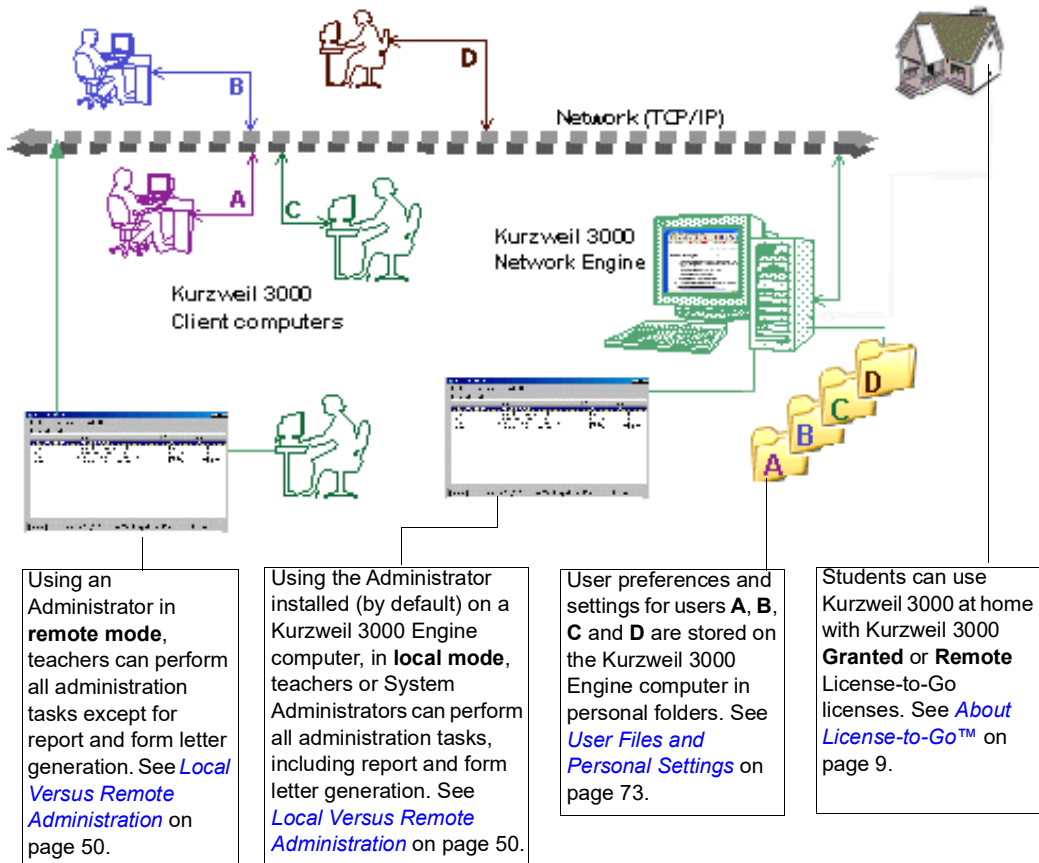 B
D
Network (TCP/IP)
A
C
Kurzweil 3000
Network Engine
Kurzweil 3000
Client computers
D
C
B
A
Using an
Administrator in
remote mode,
teachers can perform
all administration
tasks except for
report and form letter
generation. See Local
Versus Remote
Administration on
page 50.
Using the Administrator
installed (by default) on a
Kurzweil 3000 Engine
computer, in local mode,
teachers or System
Administrators can perform
all administration tasks,
including report and form
letter generation. See
Local Versus Remote
Administration on page 50.
User preferences and
settings for users A, B,
C and D are stored on
the Kurzweil 3000
Engine computer in
personal folders. See
User Files and
Personal Settings on
page 73.
Students can use
Kurzweil 3000 at home
with Kurzweil 3000
Granted or Remote
License-to-Go
licenses. See About
License-to-Go™ on
page 9.